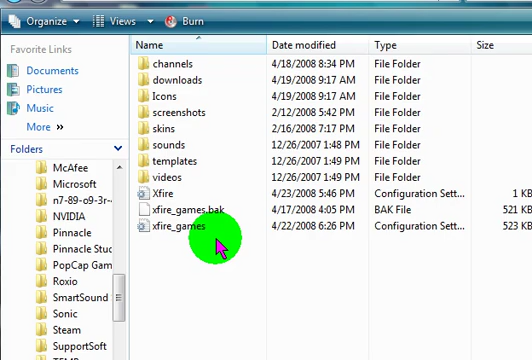 Organize Views Burn
Favorite Links
Documents
Pictures
Music
More »
Folders
McAfee
Microsoft
n7-89-o9-3r-
NVIDIA
Pinnacle
Pinnacle Stuc
PopCap Gam
Roxio
SmartSound
Sonic
Steam
SupportSoft
Name Date modified Type Size
channels 4/18/2008 8:34 PM File Folder
downloads 4/19/2008 9:17 AM File Folder
Icons 4/19/2008 9:17 AM File Folder
screenshots 2/12/2008 5:42 PM File Folder
skins 2/16/2008 7:17 PM File Folder
sounds 12/26/2007 1:48 PM File Folder
templates 12/26/2007 1:49 PM File Folder
videos 12/26/2007 1:49 PM File Folder
Xfire 4/23/2008 5:46 PM Configuration Sett... 1 KB
xfire_games.bak 4/17/2008 4:05 PM BAK File 521 KB
xfire_games 4/22/2008 6:26 PM Configuration Sett... 523 KB